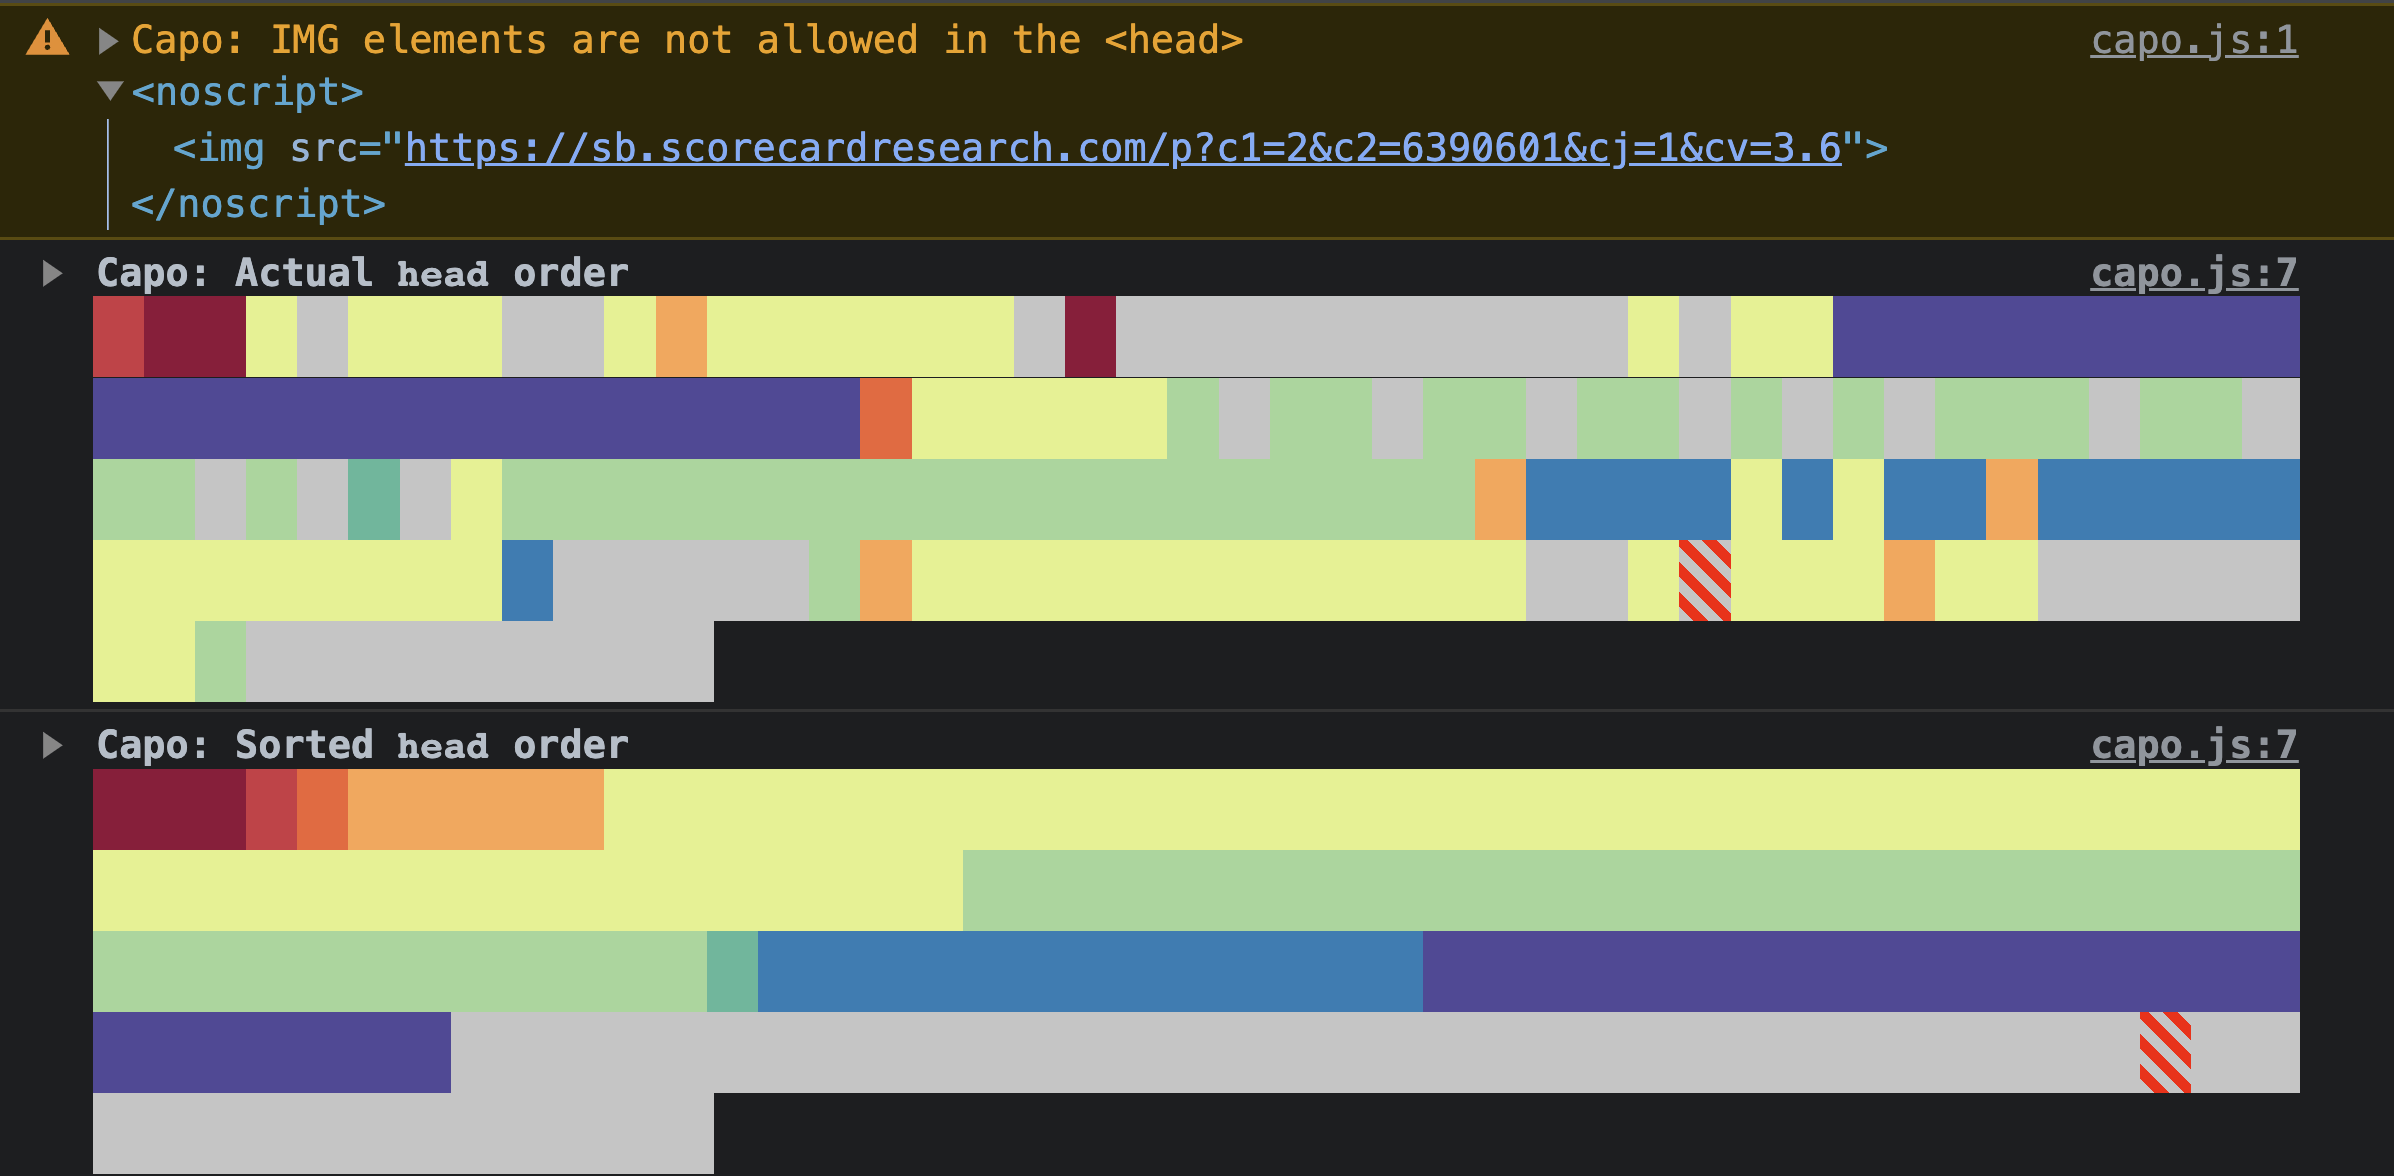 Capo: IMG elements are not allowed in the <head> capo.js:1
<noscript>
<img src="https://sb.scorecardresearch.com/p?c1=2&c2=6390601&cj=1&cv=3.6">
</noscript>
Capo: Actual head order capo.js:7
Capo: Sorted head order capo.js:7